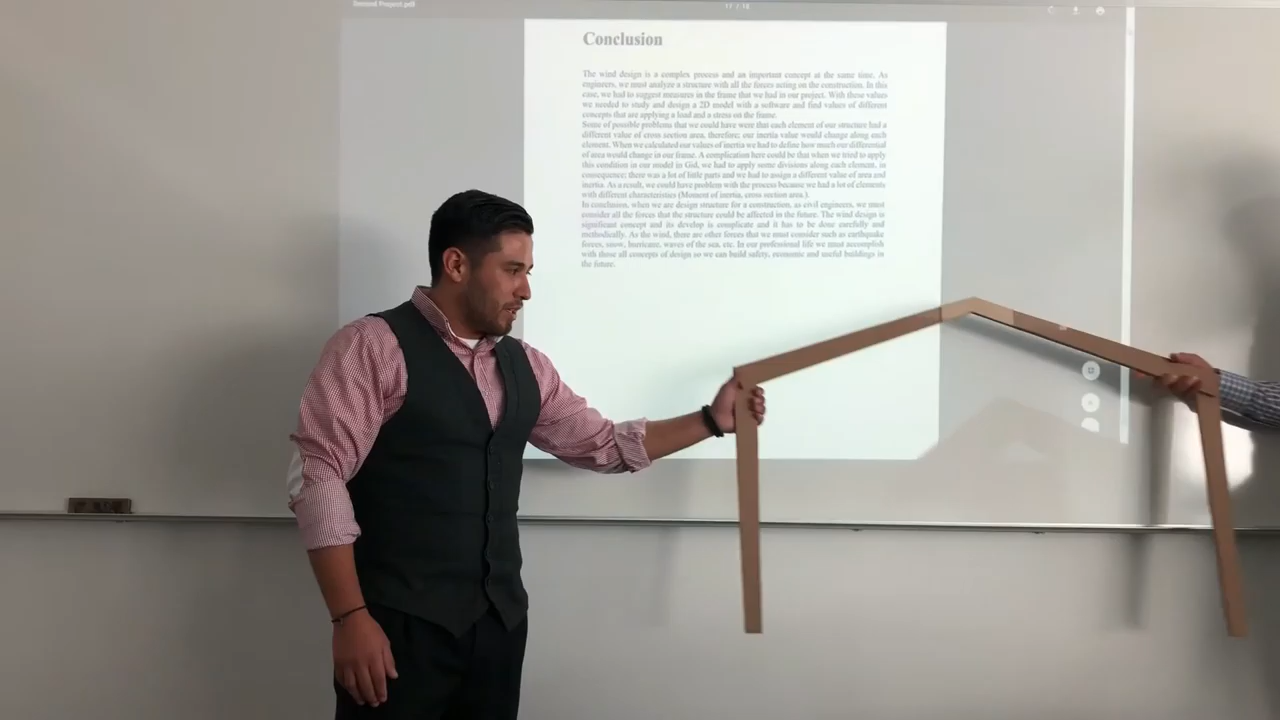 Second Project.pdf
17 / 18
Conclusion
The wind design is a complex process and an important concept at the same time. As
engineers, we must analyze a structure with all the forces acting on the construction. In this
case, we had to suggest measures in the frame that we had in our project. With these values
we needed to study and design a 2D model with a software and find values of different
concepts that are applying a load and a stress on the frame.
Some of possible problems that we could have were that each element of our structure had a
different value of cross section area, therefore; our inertia value would change along each
element. When we calculated our values of inertia we had to define how much our differential
of area would change in our frame. A complication here could be that when we tried to apply
this condition in our model in Gid, we had to apply some divisions along each element, in
consequence; there was a lot of little parts and we had to assign a different value of area and
inertia. As a result, we could have problem with the process because we had a lot of elements
with different characteristics (Moment of inertia, cross section area.).
In conclusion, when we are design structure for a construction, as civil engineers, we must
consider all the forces that the structure could be affected in the future. The wind design is
significant concept and its develop is complicate and it has to be done carefully and
methodically. As the wind, there are other forces that we must consider such as earthquake
forces, snow, hurricane, waves of the sea, etc. In our professional life we must accomplish
with those all concepts of design so we can build safety, economic and useful buildings in
the future.